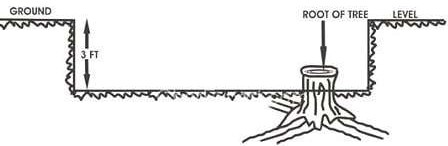 GROUND
ROOT OF TREE
LEVEL
3 FT